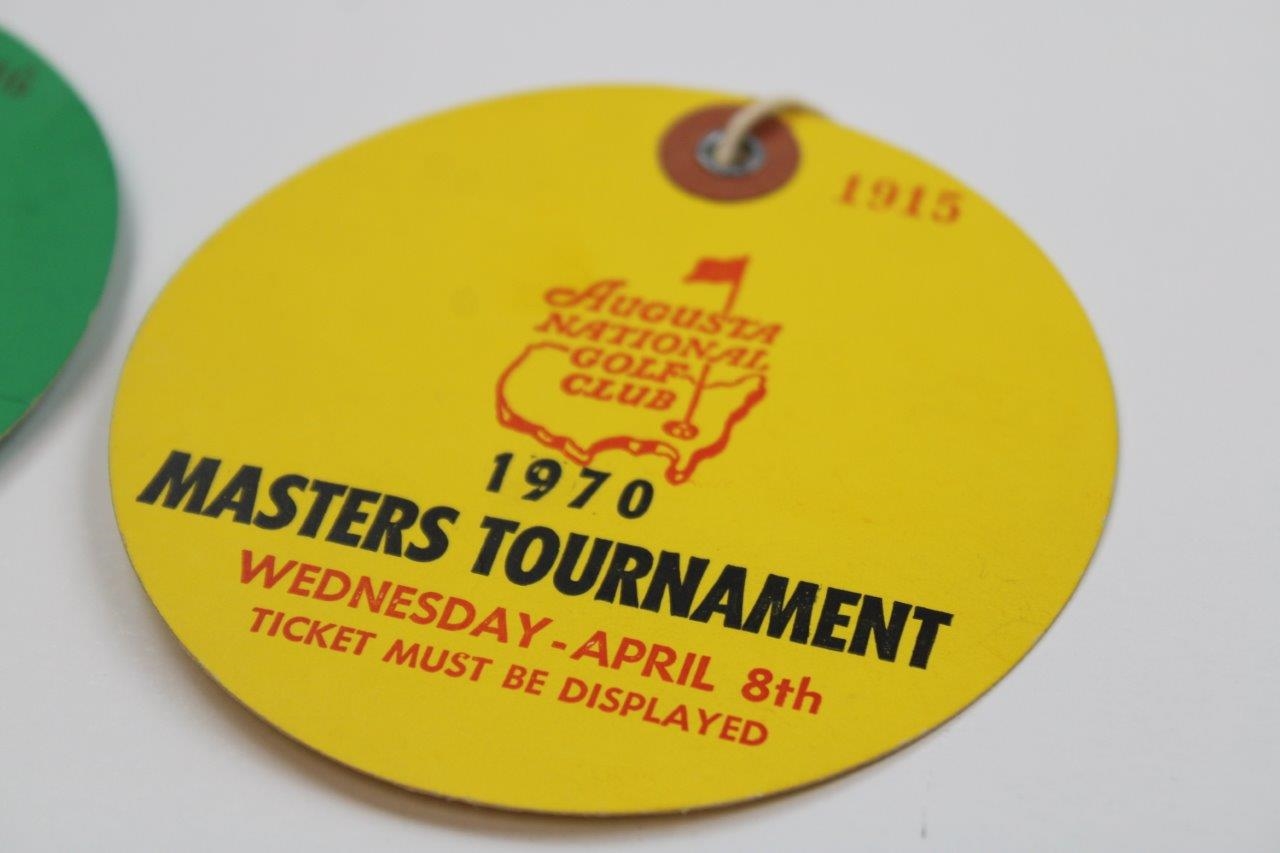 1915
AUGUSTA
NATIONAL
GOLF
CLUB
1970
MASTERS TOURNAMENT
WEDNESDAY - APRIL 8th
TICKET MUST BE DISPLAYED